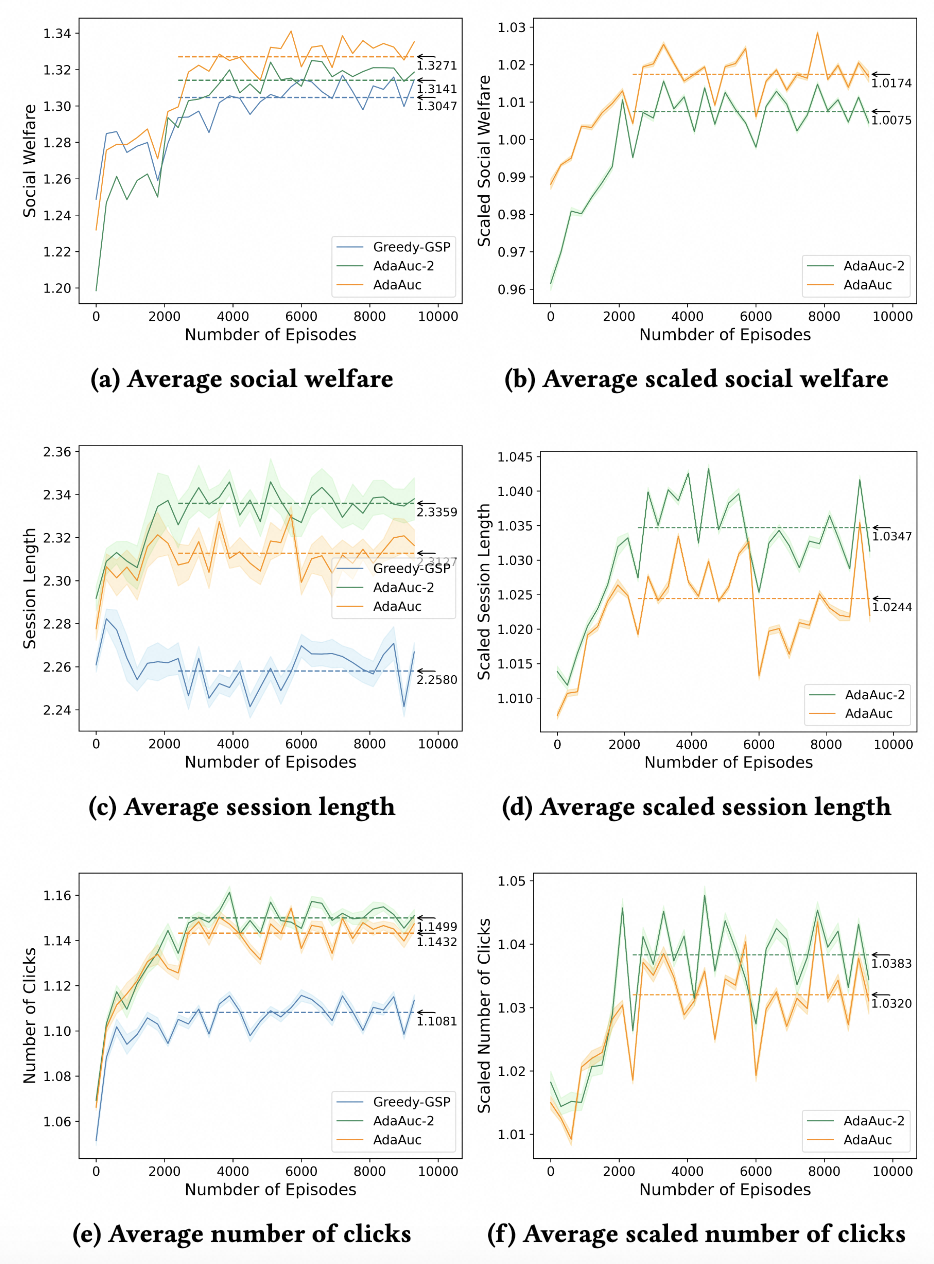 1.34
1.32
1.30
1.28
1.26
1.24
1.22
1.20
Social Welfare
1.3271
1.3141
1.3047
Greedy-GSP
AdaAuc-2
AdaAuc
0 2000 4000 6000 8000 10000
Numbder of Episodes
(a) Average social welfare
1.03
1.02
1.01
1.00
0.99
0.98
0.97
0.96
Scaled Social Welfare
1.0174
1.0075
AdaAuc-2
AdaAuc
0 2000 4000 6000 8000 10000
Numbder of Episodes
(b) Average scaled social welfare
2.36
2.34
2.32
2.30
2.28
2.26
2.24
Session Length
2.3359
2.3127
Greedy-GSP
AdaAuc-2
AdaAuc
2.2580
0 2000 4000 6000 8000 10000
Numbder of Episodes
(c) Average session length
1.045
1.040
1.035
1.030
1.025
1.020
1.015
1.010
Scaled Session Length
1.0347
1.0244
AdaAuc-2
AdaAuc
0 2000 4000 6000 8000 10000
Numbder of Episodes
(d) Average scaled session length
1.16
1.14
1.12
1.10
1.08
1.06
Number of Clicks
1.1499
1.1432
1.1081
Greedy-GSP
AdaAuc-2
AdaAuc
0 2000 4000 6000 8000 10000
Numbder of Episodes
(e) Average number of clicks
1.05
1.04
1.03
1.02
1.01
Scaled Number of Clicks
1.0383
1.0320
AdaAuc-2
AdaAuc
0 2000 4000 6000 8000 10000
Numbder of Episodes
(f) Average scaled number of clicks